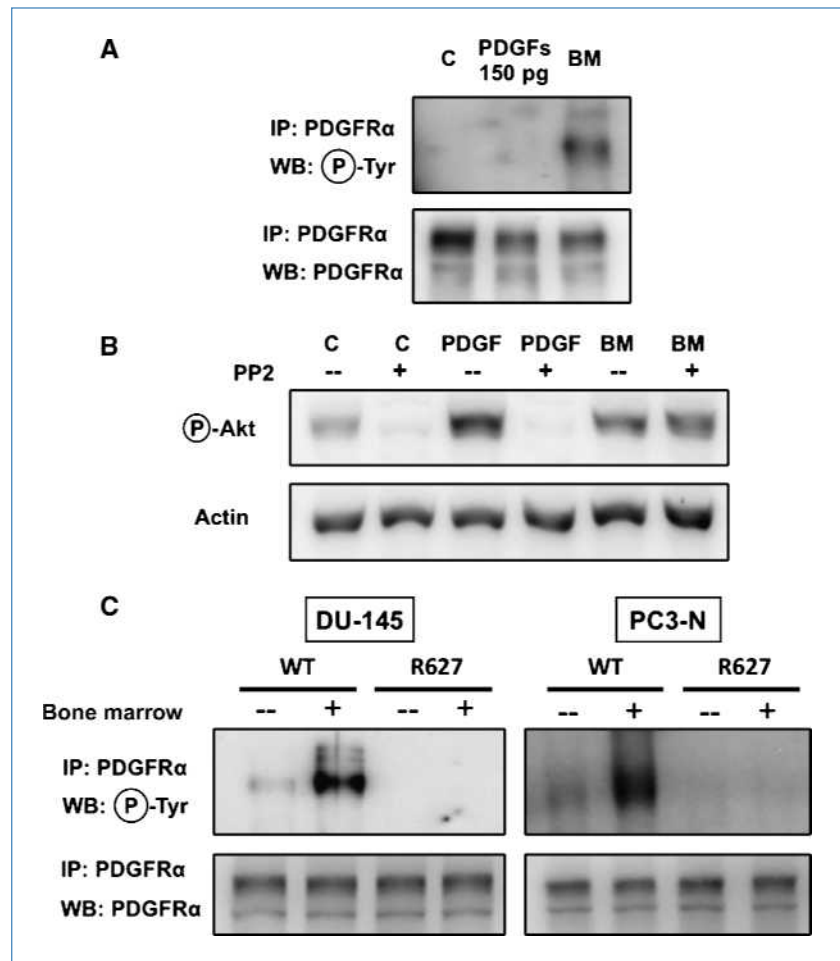 A
C PDGFs 150 pg BM
IP: PDGFRα
WB: P-Tyr
IP: PDGFRα
WB: PDGFRα
B
C C PDGF PDGF BM BM
PP2 -- + -- + -- +
P-Akt
Actin
C
DU-145 PC3-N
WT R627 WT R627
Bone marrow -- + -- + -- + -- +
IP: PDGFRα
WB: P-Tyr
IP: PDGFRα
WB: PDGFRα